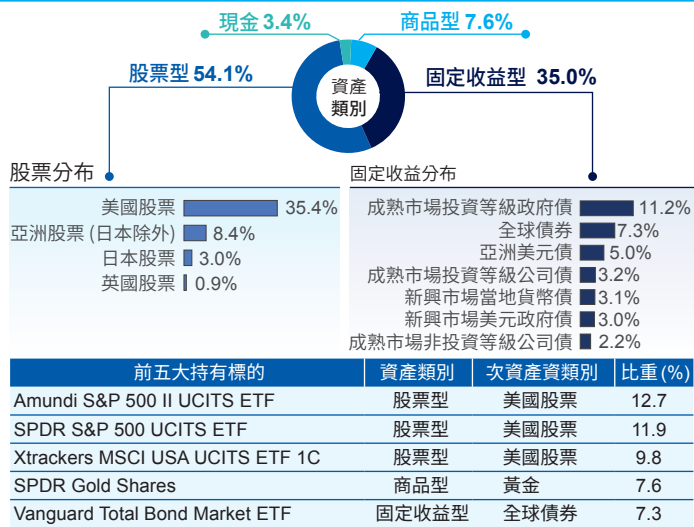 現金 3.4%
商品型 7.6%
股票型 54.1%
固定收益型 35.0%
資產
類別
股票分布
美國股票 35.4%
亞洲股票 (日本除外) 8.4%
日本股票 3.0%
英國股票 0.9%
固定收益分布
成熟市場投資等級政府債 11.2%
全球債券 7.3%
亞洲美元債 5.0%
成熟市場投資等級公司債 3.2%
新興市場當地貨幣債 3.1%
新興市場美元政府債 3.0%
成熟市場非投資等級公司債 2.2%
前五大持有標的 資產類別 次資產資類別 比重(%)
Amundi S&P 500 II UCITS ETF 股票型 美國股票 12.7
SPDR S&P 500 UCITS ETF 股票型 美國股票 11.9
Xtrackers MSCI USA UCITS ETF 1C 股票型 美國股票 9.8
SPDR Gold Shares 商品型 黃金 7.6
Vanguard Total Bond Market ETF 固定收益型 全球債券 7.3